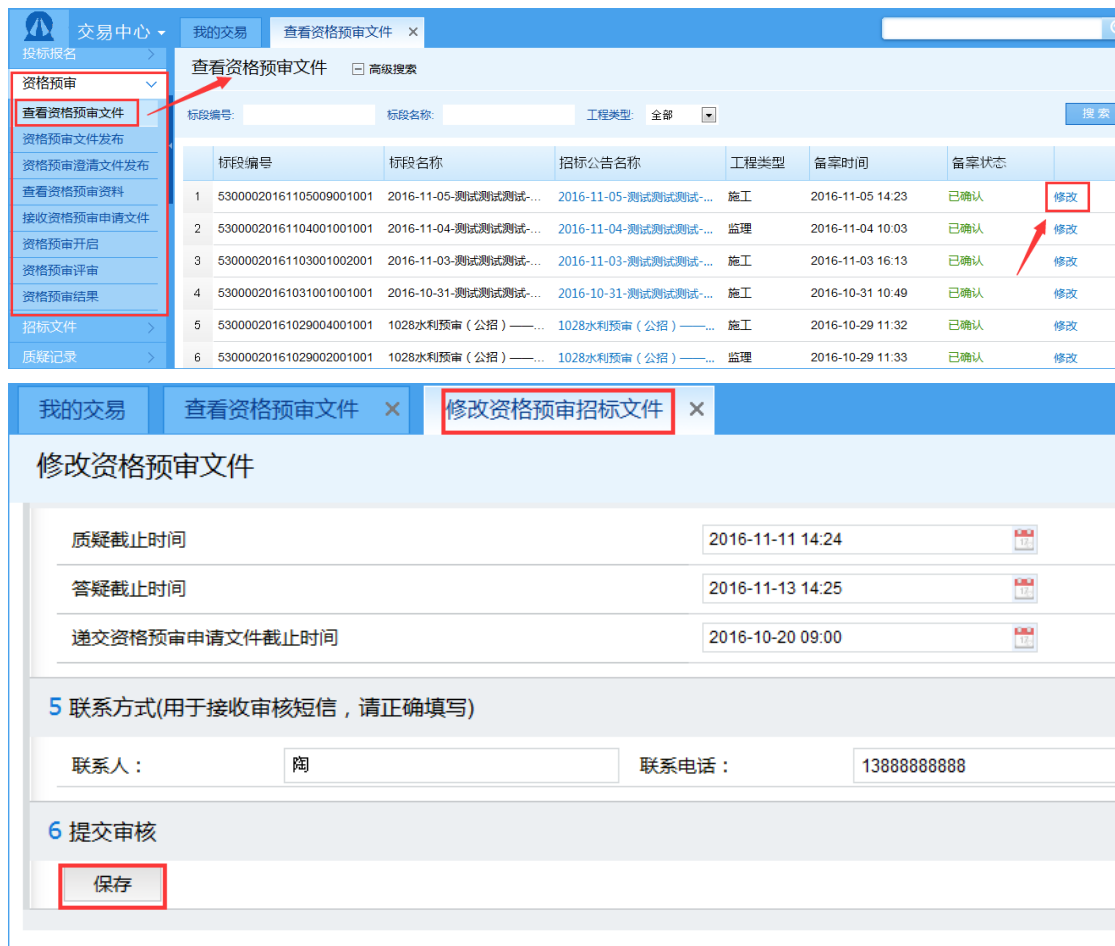 交易中心 我的交易 查看资格预审文件 ×
投标报名
资格预审
查看资格预审文件
资格预审文件发布
资格预审澄清文件发布
查看资格预审资料
接收资格预审申请文件
资格预审开启
资格预审评审
资格预审结果
招标文件
质疑记录
查看资格预审文件 高级搜索
标段编号: 标段名称: 工程类型: 全部 搜 索
标段编号 标段名称 招标公告名称 工程类型 备案时间 备案状态
1 53000020161105009001001 2016-11-05-测试测试测试-... 2016-11-05-测试测试测试-... 施工 2016-11-05 14:23 已确认 修改
2 53000020161104001001001 2016-11-04-测试测试测试-... 2016-11-04-测试测试测试-... 监理 2016-11-04 10:03 已确认 修改
3 53000020161103001002001 2016-11-03-测试测试测试-... 2016-11-03-测试测试测试-... 施工 2016-11-03 16:13 已确认 修改
4 53000020161031001001001 2016-10-31-测试测试测试-... 2016-10-31-测试测试测试-... 施工 2016-10-31 10:49 已确认 修改
5 53000020161029004001001 1028水利预审（公招）——... 1028水利预审（公招）——... 施工 2016-10-29 11:32 已确认 修改
6 53000020161029002001001 1028水利预审（公招）——... 1028水利预审（公招）——... 监理 2016-10-29 11:33 已确认 修改
我的交易 查看资格预审文件 × 修改资格预审招标文件 ×
修改资格预审文件
质疑截止时间 2016-11-11 14:24
答疑截止时间 2016-11-13 14:25
递交资格预审申请文件截止时间 2016-10-20 09:00
5 联系方式(用于接收审核短信，请正确填写)
联系人： 陶 联系电话： 13888888888
6 提交审核
保存